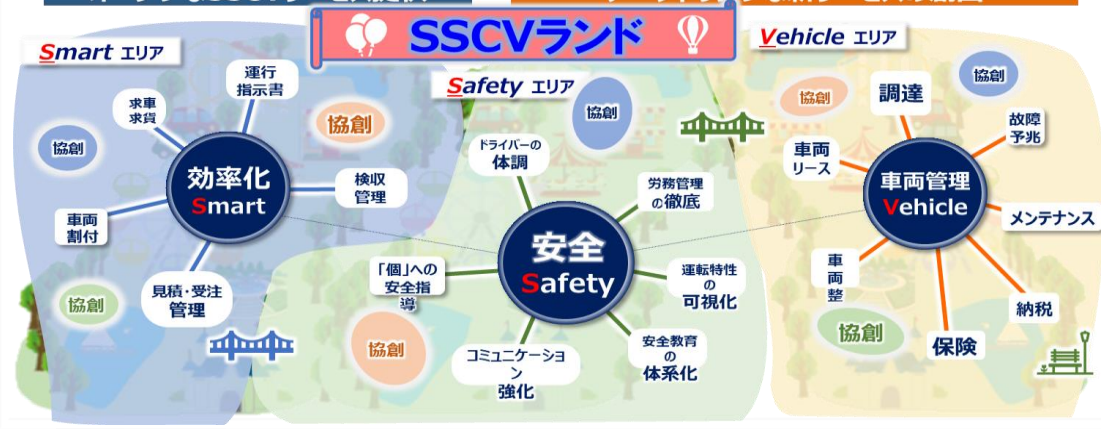 SSCVランド
Smart エリア
運行
指示書
求車
求貨
協創
協創
効率化
Smart
検収
管理
車両
割付
見積・受注
管理
協創
Safety エリア
協創
ドライバーの
体調
労務管理
の徹底
安全
Safety
「個」への
安全指
導
運転特性
の
可視化
協創
コミュニケーショ
ン
強化
安全教育
の
体系化
Vehicle エリア
協創
調達
協創
故障
予兆
車両
リース
車両管理
Vehicle
メンテナンス
車
両
整
納税
協創
保険